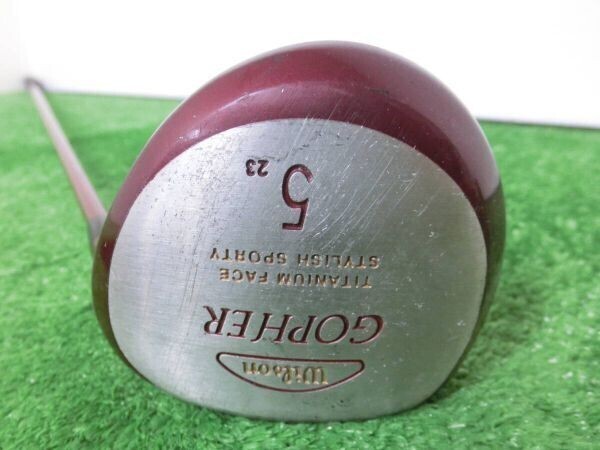 Wilson
GOPHER
TITANIUM FACE
STYLISH SPORTY
5 23